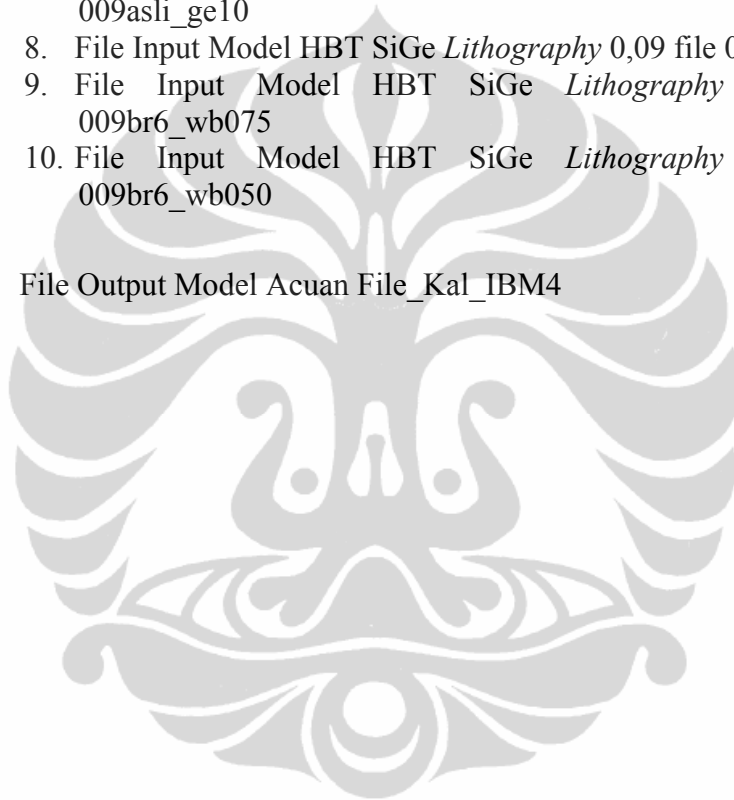 009asli_ge10
8. File Input Model HBT SiGe Lithography 0,09 file
9. File Input Model HBT SiGe Lithography
009br6_wb075
10. File Input Model HBT SiGe Lithography
009br6_wb050
File Output Model Acuan File_Kal_IBM4